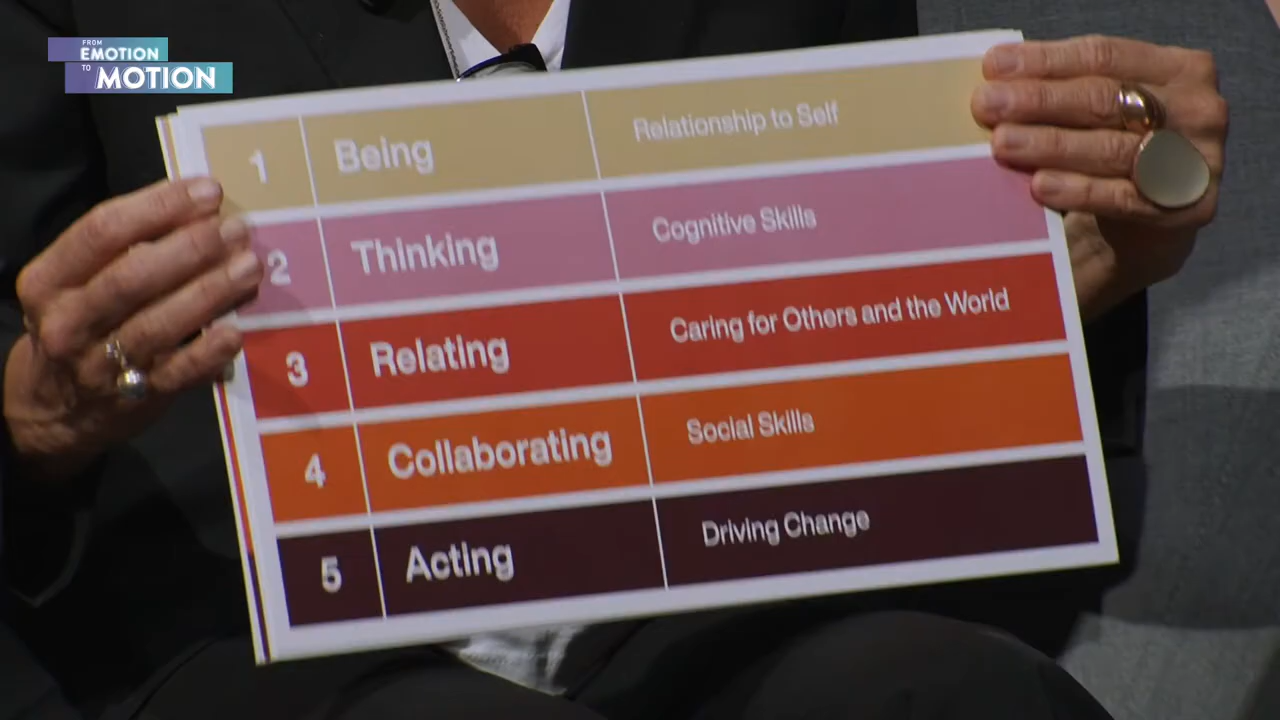 FROM
EMOTION
TO MOTION
1 Being Relationship to Self
2 Thinking Cognitive Skills
3 Relating Caring for Others and the World
4 Collaborating Social Skills
5 Acting Driving Change